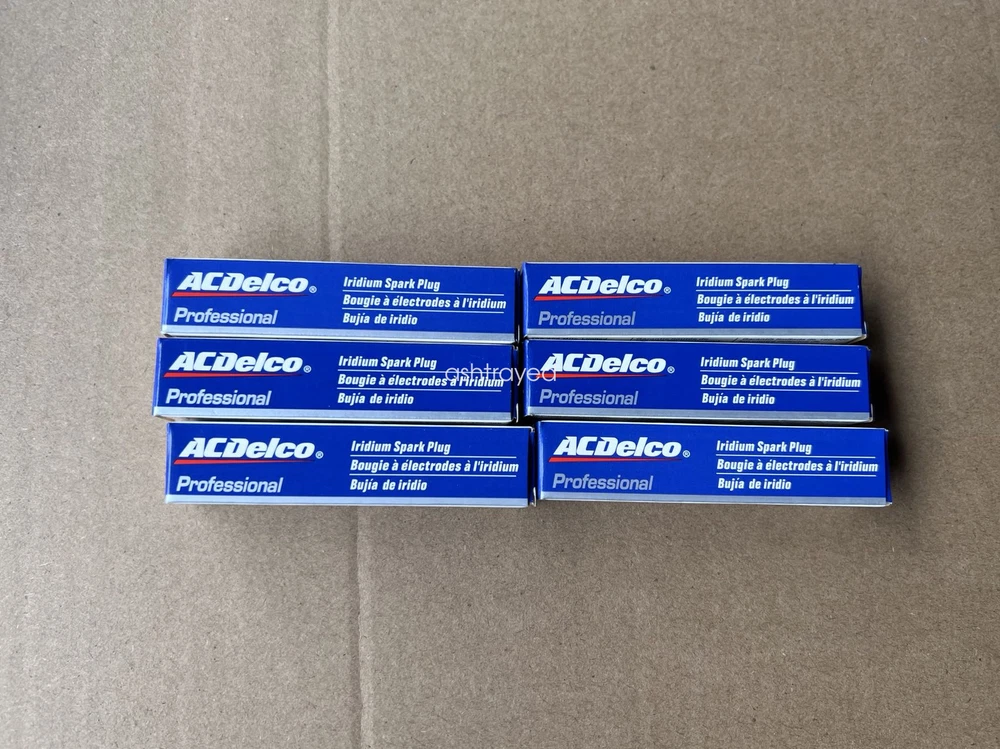 ACDelco®
Professional
Iridium Spark Plug
Bougie à électrodes à l'iridium
Bujía de iridio
ACDelco®
Professional
Iridium Spark Plug
Bougie à électrodes à l'iridium
Bujía de iridio
ACDelco®
Professional
Iridium Spark Plug
Bougie à électrodes à l'iridium
Bujía de iridio
ashtrayed
ACDelco®
Professional
Iridium Spark Plug
Bougie à électrodes à l'iridium
Bujía de iridio
ACDelco®
Professional
Iridium Spark Plug
Bougie à électrodes à l'iridium
Bujía de iridio
ACDelco®
Professional
Iridium Spark Plug
Bougie à électrodes à l'iridium
Bujía de iridio